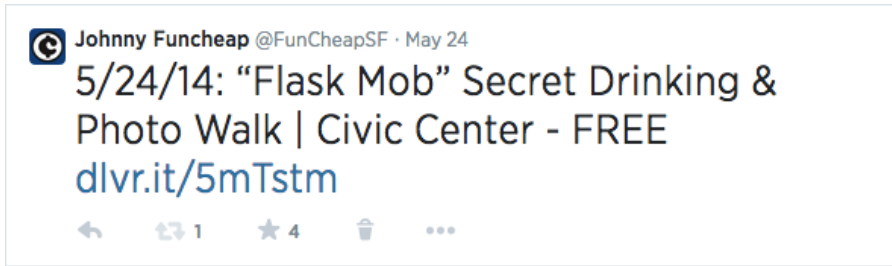 Johnny Funcheap @FunCheapSF · May 24
5/24/14: “Flask Mob” Secret Drinking &
Photo Walk | Civic Center - FREE
dlvr.it/5mTstm
1 4